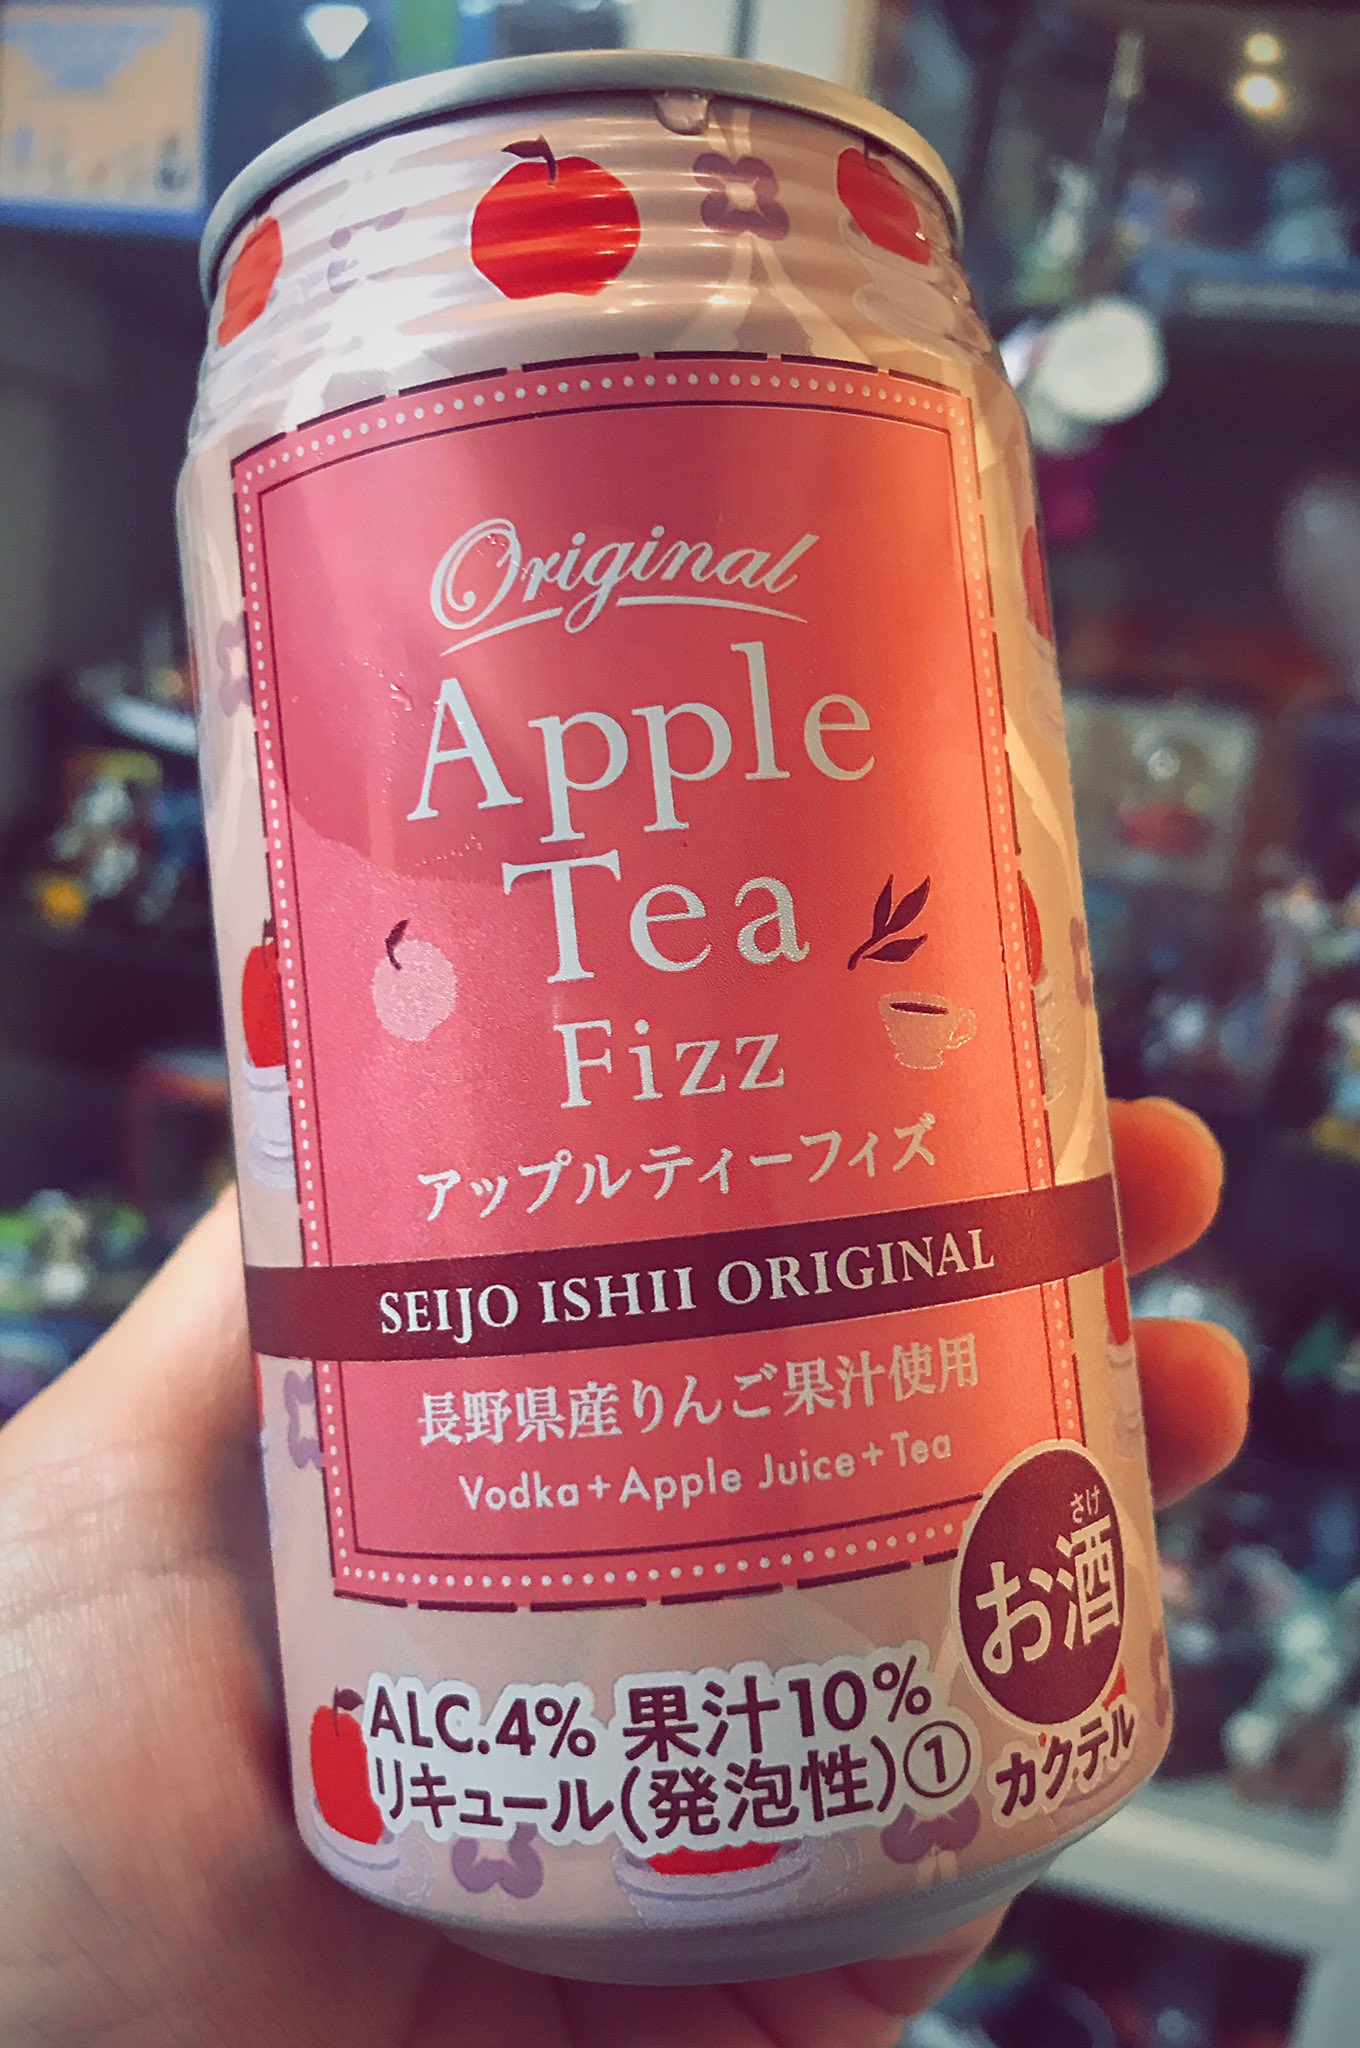 Original
Apple
Tea
Fizz
アップルティーフィズ
SEIJO ISHII ORIGINAL
長野県産りんご果汁使用
Vodka+Apple Juice+Tea
さけ
お酒
ALC.4% 果汁10%
リキュール(発泡性)①
カクテル